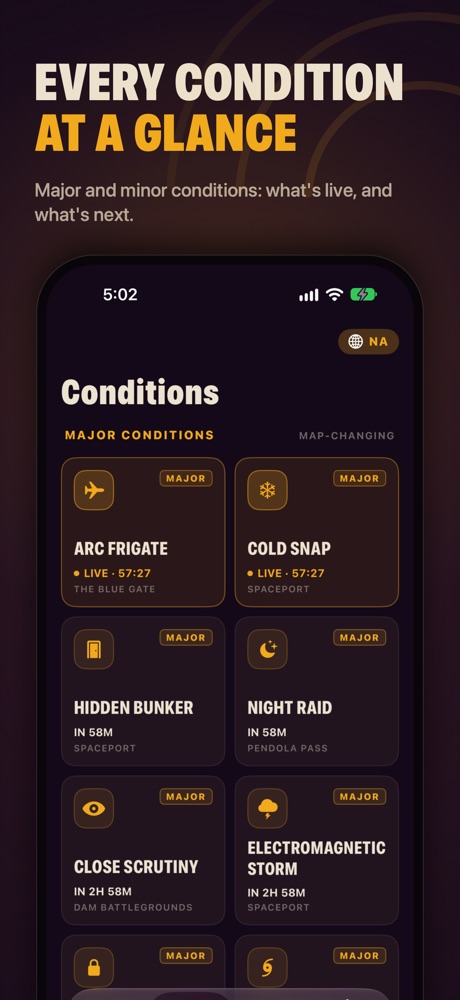 EVERY CONDITION
AT A GLANCE
Major and minor conditions: what's live, and
what's next.
5:02
NA
Conditions
MAJOR CONDITIONS
MAP-CHANGING
MAJOR
ARC FRIGATE
LIVE · 57:27
THE BLUE GATE
MAJOR
COLD SNAP
LIVE · 57:27
SPACEPORT
MAJOR
HIDDEN BUNKER
IN 58M
SPACEPORT
MAJOR
NIGHT RAID
IN 58M
PENDOLA PASS
MAJOR
CLOSE SCRUTINY
IN 2H 58M
DAM BATTLEGROUNDS
MAJOR
ELECTROMAGNETIC
STORM
IN 2H 58M
SPACEPORT
MAJOR
MAJOR